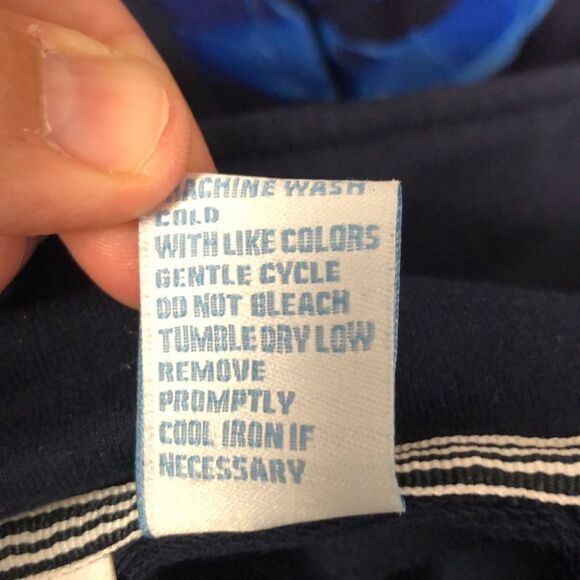 MACHINE WASH
COLD
WITH LIKE COLORS
GENTLE CYCLE
DO NOT BLEACH
TUMBLE DRY LOW
REMOVE
PROMPTLY
COOL IRON IF
NECESSARY